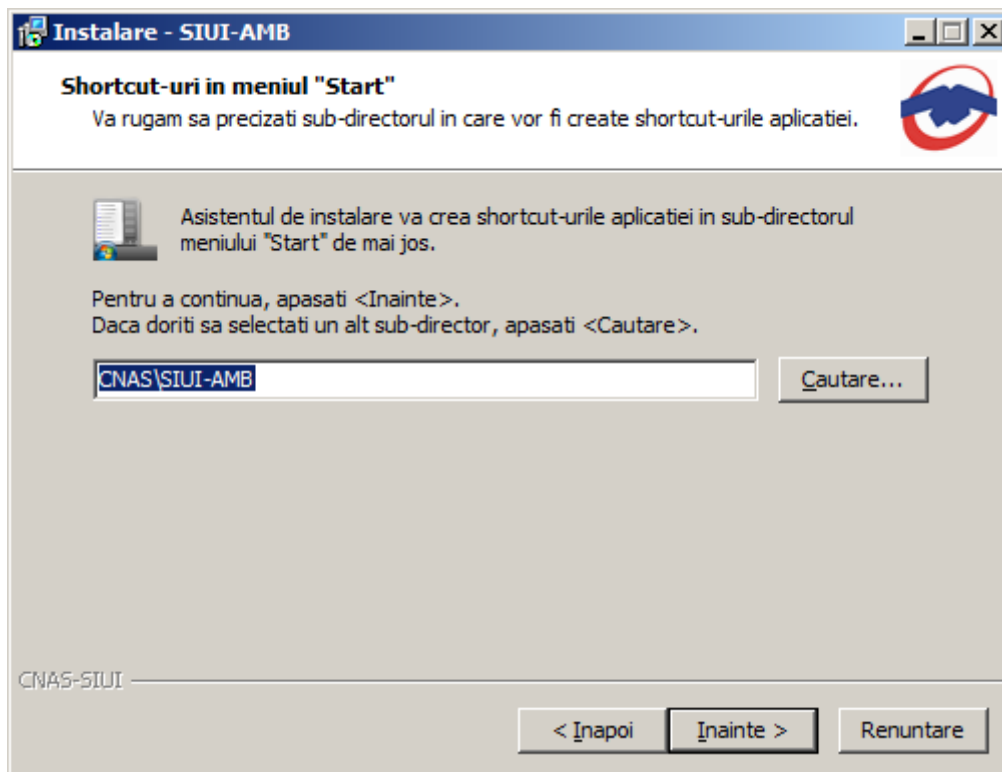 Instalare - SIUI-AMB
Shortcut-uri in meniul "Start"
Va rugam sa precizati sub-directorul in care vor fi create shortcut-urile aplicatiei.
Asistentul de instalare va crea shortcut-urile aplicatiei in sub-directorul
meniului "Start" de mai jos.
Pentru a continua, apasati <Inainte>.
Daca doriti sa selectati un alt sub-director, apasati <Cautare>.
CNAS\SIUI-AMB
Cautare...
CNAS-SIUI
< Inapoi
Inainte >
Renuntare